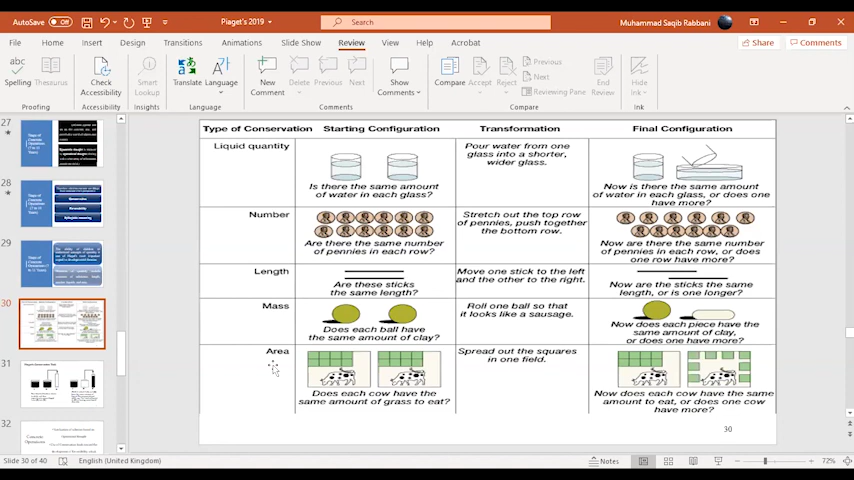 AutoSave Off Piaget's 2019 Search Muhammad Saqib Rabbani
File Home Insert Draw Design Transitions Animations Slide Show Review View Help Acrobat Share Comments
Spelling Thesaurus Check Accessibility Smart Lookup Translate Language New Comment Delete Previous Next Show Comments Compare Accept Reject Previous Next Reviewing Pane End Review Hide Ink
Proofing Accessibility Insights Language Comments Compare Ink
27
28
29
30
31
32
Type of Conservation Starting Configuration Transformation Final Configuration
Liquid quantity
Is there the same amount
of water in each glass?
Pour water from one
glass into a shorter,
wider glass.
Now is there the same amount
of water in each glass, or does one
have more?
Number
Are there the same number
of pennies in each row?
Stretch out the top row
of pennies, push together
the bottom row.
Now are there the same number
of pennies in each row, or does
one row have more?
Length
Are these sticks
the same length?
Move one stick to the left
and the other to the right.
Now are the sticks the same
length, or is one longer?
Mass
Does each ball have
the same amount of clay?
Roll one ball so that
it looks like a sausage.
Now does each piece have the
same amount of clay,
or does one have more?
Area
Does each cow have the
same amount of grass to eat?
Spread out the squares
in one field.
Now does each cow have the same
amount to eat, or does one cow
have more?
30
Slide 30 of 40 English (United Kingdom) Notes 72%